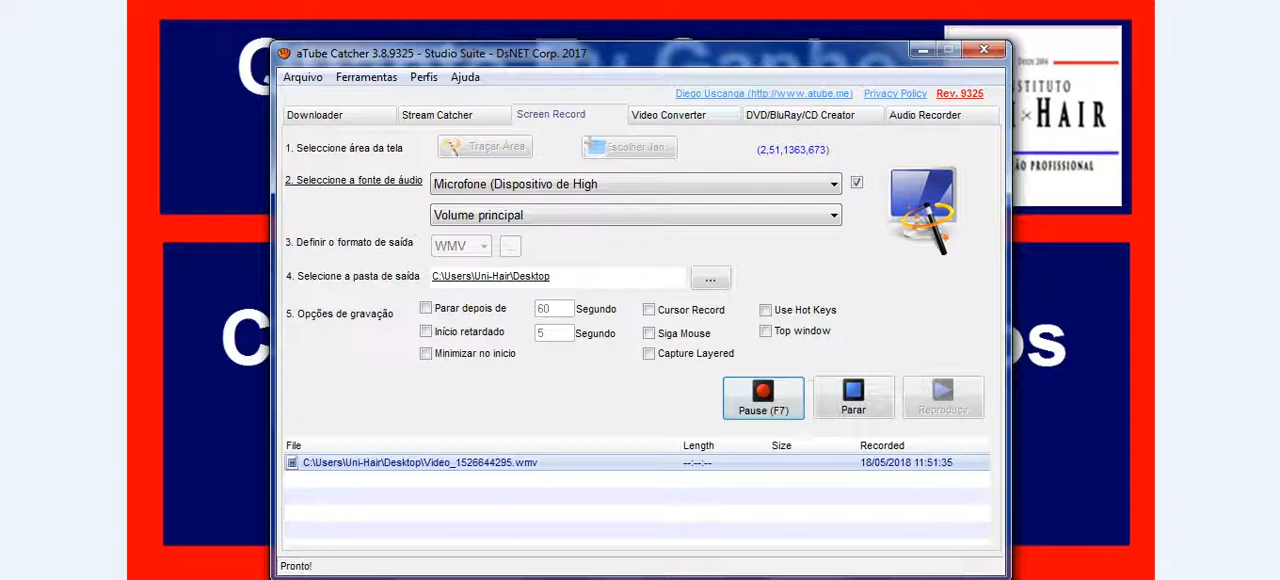 aTube Catcher 3.8.9325 - Studio Suite - DsNET Corp. 2017
Arquivo Ferramentas Perfis Ajuda
Diego Uscanga (http://www.atube.me) Privacy Policy Rev. 9325
Downloader Stream Catcher Screen Record Video Converter DVD/BluRay/CD Creator Audio Recorder
1. Seleccione área da tela Traçar Área Escolher Jan... (2,51,1363,673)
2. Seleccione a fonte de áudio Microfone (Dispositivo de High
Volume principal
3. Definir o formato de saída WMV ...
4. Selecione a pasta de saída C:\Users\Uni-Hair\Desktop ...
5. Opções de gravação
Parar depois de 60 Segundo Cursor Record Use Hot Keys
Início retardado 5 Segundo Siga Mouse Top window
Minimizar no inicio Capture Layered
Pause (F7) Parar Reproducir
File Length Size Recorded
C:\Users\Uni-Hair\Desktop\Video_1526644295.wmv --:--:-- 18/05/2018 11:51:35
Pronto!
HAIR
PROFISSIONAL
os